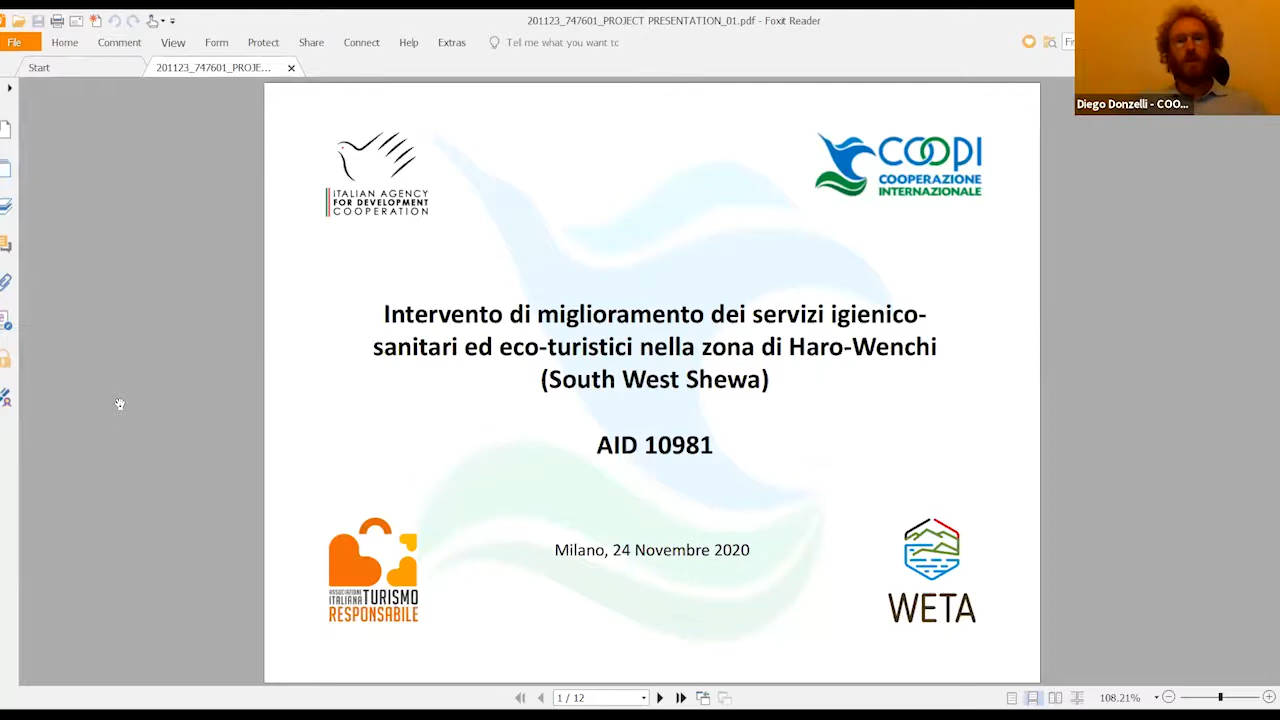 201123_747601_PROJECT PRESENTATION_01.pdf - Foxit Reader
File Home Comment View Form Protect Share Connect Help Extras Tell me what you want tc
Start 201123_747601_PROJE...
Diego Donzelli - COO...
ITALIAN AGENCY
FOR DEVELOPMENT
COOPERATION
COOPI
COOPERAZIONE
INTERNAZIONALE
Intervento di miglioramento dei servizi igienico-
sanitari ed eco-turistici nella zona di Haro-Wenchi
(South West Shewa)
AID 10981
Milano, 24 Novembre 2020
ASSOCIAZIONE
ITALIANA TURISMO
RESPONSABILE
WETA
1 / 12
108.21%